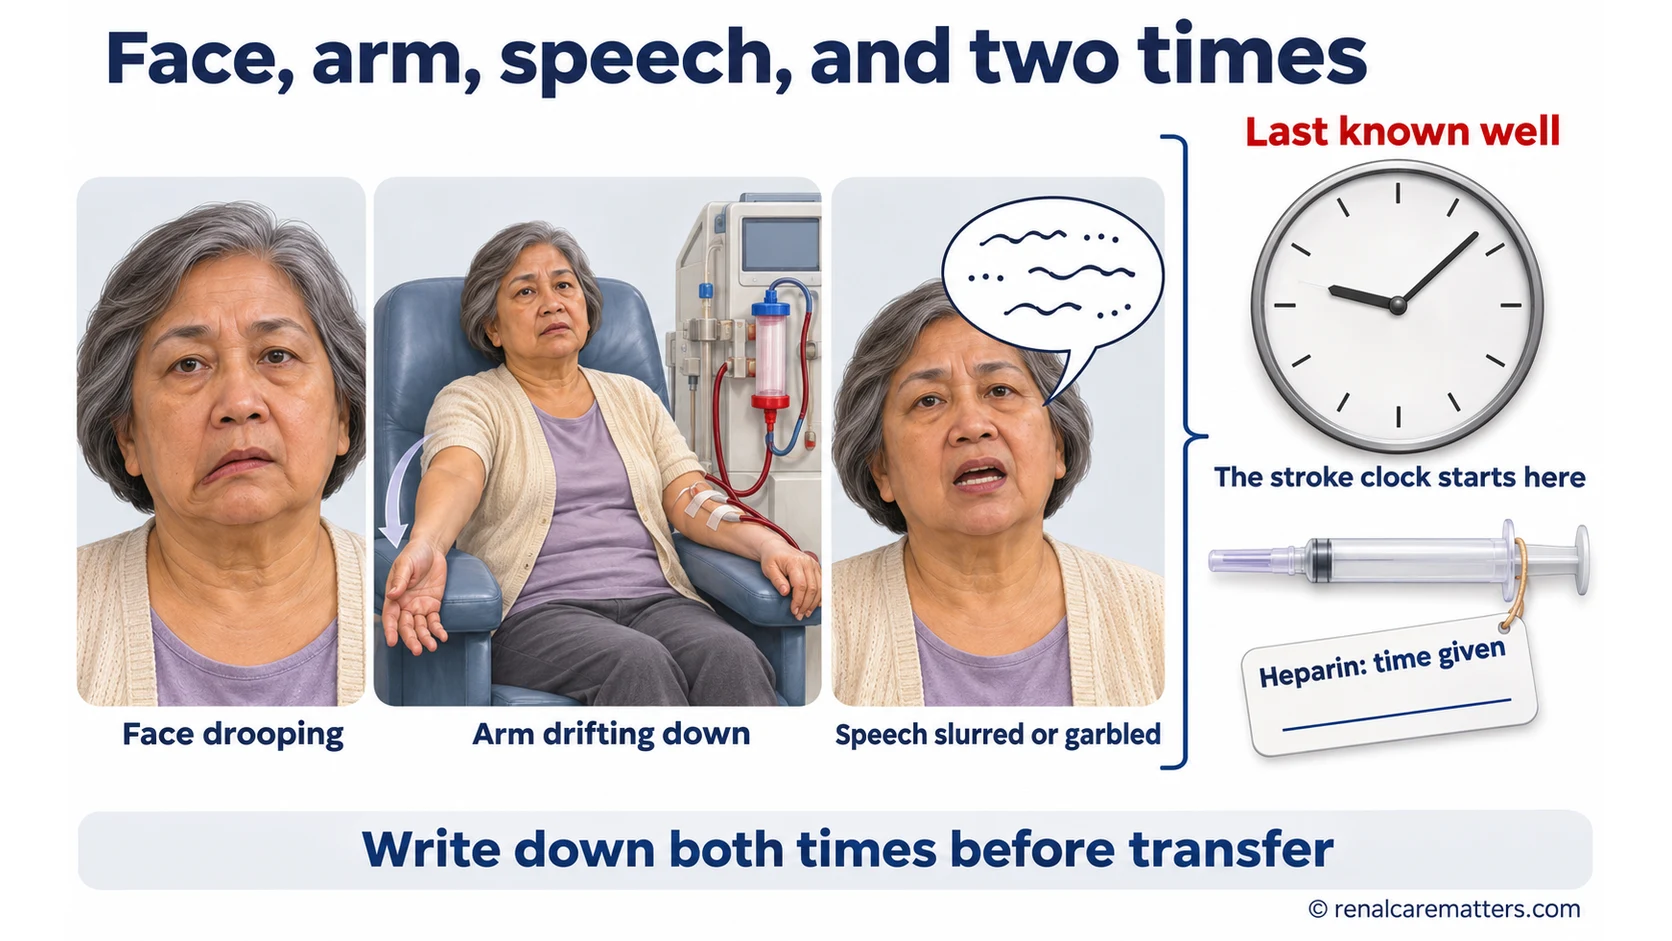 Face, arm, speech, and two times
Last known well
The stroke clock starts here
Heparin: time given
Face drooping
Arm drifting down
Speech slurred or garbled
Write down both times before transfer
© renalcarematters.com